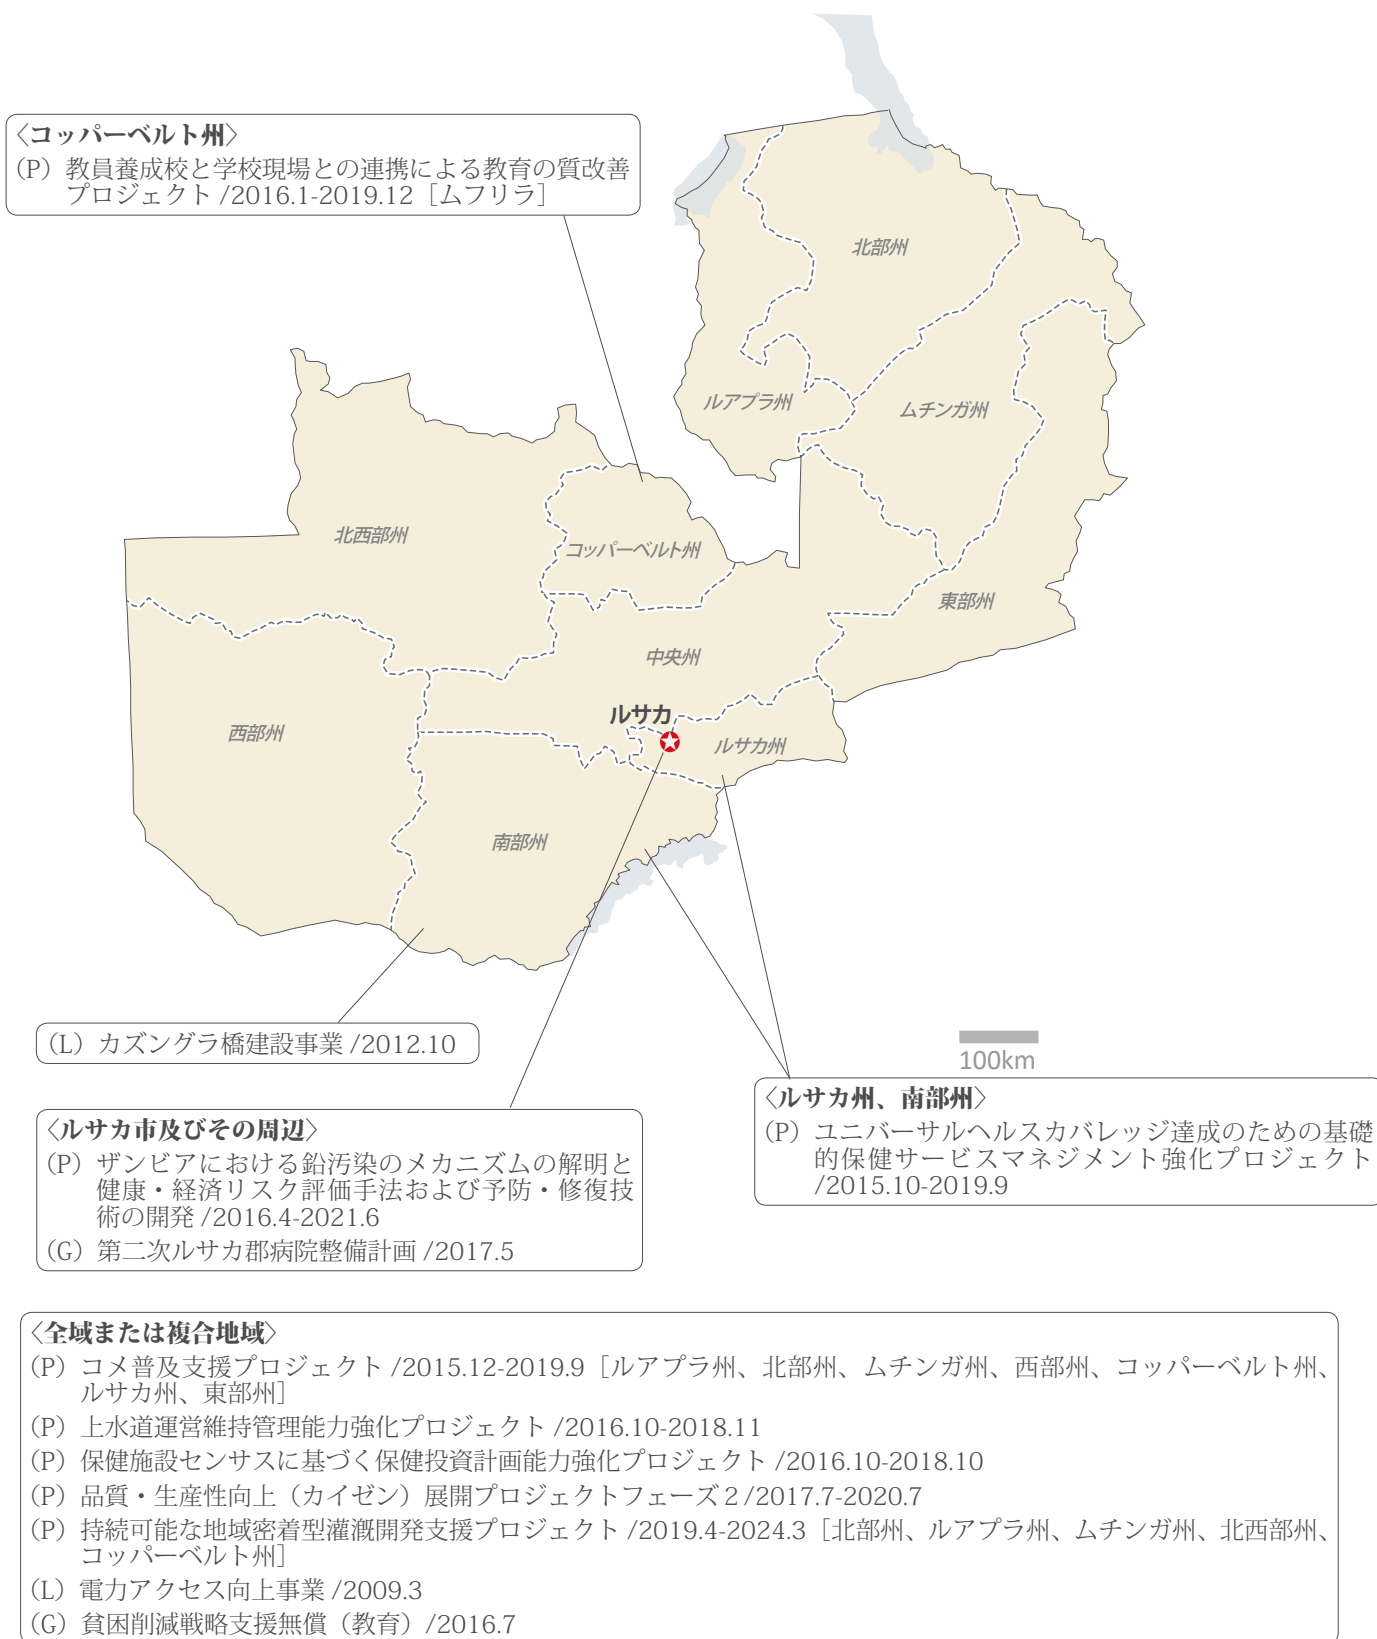 〈コッパーベルト州〉
(P) 教員養成校と学校現場との連携による教育の質改善
プロジェクト /2016.1-2019.12［ムフリラ］
北部州
ルアプラ州
ムチンガ州
北西部州
コッパーベルト州
東部州
中央州
ルサカ
西部州
ルサカ州
南部州
(L) カズングラ橋建設事業 /2012.10
100km
〈ルサカ市及びその周辺〉
(P) ザンビアにおける鉛汚染のメカニズムの解明と
健康・経済リスク評価手法および予防・修復技
術の開発 /2016.4-2021.6
(G) 第二次ルサカ郡病院整備計画 /2017.5
〈ルサカ州、南部州〉
(P) ユニバーサルヘルスカバレッジ達成のための基礎
的保健サービスマネジメント強化プロジェクト
/2015.10-2019.9
〈全域または複合地域〉
(P) コメ普及支援プロジェクト /2015.12-2019.9［ルアプラ州、北部州、ムチンガ州、西部州、コッパーベルト州、
ルサカ州、東部州］
(P) 上水道運営維持管理能力強化プロジェクト /2016.10-2018.11
(P) 保健施設センサスに基づく保健投資計画能力強化プロジェクト /2016.10-2018.10
(P) 品質・生産性向上（カイゼン）展開プロジェクトフェーズ２/2017.7-2020.7
(P) 持続可能な地域密着型灌漑開発支援プロジェクト /2019.4-2024.3［北部州、ルアプラ州、ムチンガ州、北西部州、
コッパーベルト州］
(L) 電力アクセス向上事業 /2009.3
(G) 貧困削減戦略支援無償（教育）/2016.7